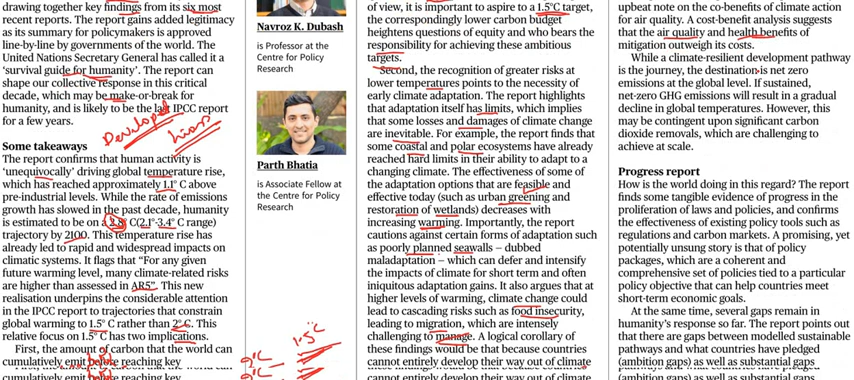 drawing together key findings from its six most
recent reports. The report gains added legitimacy
as its summary for policymakers is approved
line-by-line by governments of the world. The
United Nations Secretary General has called it a
‘survival guide for humanity’. The report can
shape our collective response in this critical
decade, which may be make-or-break for
humanity, and is likely to be the last IPCC report
for a few years.
Developed
Some takeaways
The report confirms that human activity is
‘unequivocally’ driving global temperature rise,
which has reached approximately 1.1° C above
pre-industrial levels. While the rate of emissions
growth has slowed in the past decade, humanity
is estimated to be on a 2.8° C (2.1°-3.4° C range)
trajectory by 2100. This temperature rise has
already led to rapid and widespread impacts on
climatic systems. It flags that “For any given
future warming level, many climate-related risks
are higher than assessed in AR5”. This new
realisation underpins the considerable attention
in the IPCC report to trajectories that constrain
global warming to 1.5° C rather than 2° C. This
relative focus on 1.5° C has two implications.
First, the amount of carbon that the world can
cumulatively emit before reaching key
cumulatively emit before reaching key
Navroz K. Dubash
is Professor at the
Centre for Policy
Research
Parth Bhatia
is Associate Fellow at
the Centre for Policy
Research
1.5°C
2°C
2°C
of view, it is important to aspire to a 1.5°C target,
the correspondingly lower carbon budget
heightens questions of equity and who bears the
responsibility for achieving these ambitious
targets.
Second, the recognition of greater risks at
lower temperatures points to the necessity of
early climate adaptation. The report highlights
that adaptation itself has limits, which implies
that some losses and damages of climate change
are inevitable. For example, the report finds that
some coastal and polar ecosystems have already
reached hard limits in their ability to adapt to a
changing climate. The effectiveness of some of
the adaptation options that are feasible and
effective today (such as urban greening and
restoration of wetlands) decreases with
increasing warming. Importantly, the report
cautions against certain forms of adaptation such
as poorly planned seawalls – dubbed
maladaptation – which can defer and intensify
the impacts of climate for short term and often
iniquitous adaptation gains. It also argues that at
higher levels of warming, climate change could
lead to cascading risks such as food insecurity,
leading to migration, which are intensely
challenging to manage. A logical corollary of
these findings would be that because countries
cannot entirely develop their way out of climate
cannot entirely develop their way out of climate
upbeat note on the co-benefits of climate action
for air quality. A cost-benefit analysis suggests
that the air quality and health benefits of
mitigation outweigh its costs.
While a climate-resilient development pathway
is the journey, the destination is net zero
emissions at the global level. If sustained,
net-zero GHG emissions will result in a gradual
decline in global temperatures. However, this
may be contingent upon significant carbon
dioxide removals, which are challenging to
achieve at scale.
Progress report
How is the world doing in this regard? The report
finds some tangible evidence of progress in the
proliferation of laws and policies, and confirms
the effectiveness of existing policy tools such as
regulations and carbon markets. A promising, yet
potentially unsung story is that of policy
packages, which are a coherent and
comprehensive set of policies tied to a particular
policy objective that can help countries meet
short-term economic goals.
At the same time, several gaps remain in
humanity’s response so far. The report points out
that there are gaps between modelled sustainable
pathways and what countries have pledged
(ambition gaps) as well as substantial gaps
(ambition gaps) as well as substantial gaps